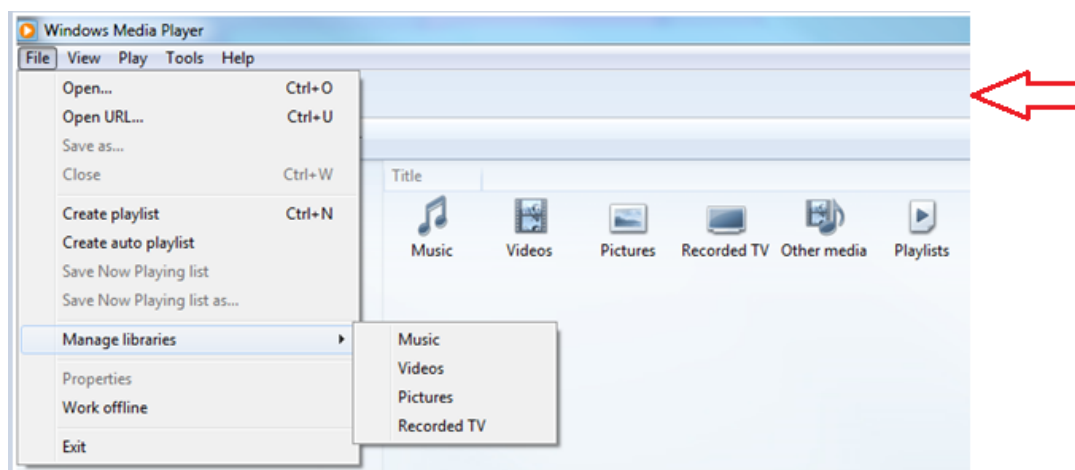 Windows Media Player
File View Play Tools Help
Open... Ctrl+O
Open URL... Ctrl+U
Save as...
Close Ctrl+W
Create playlist Ctrl+N
Create auto playlist
Save Now Playing list
Save Now Playing list as...
Manage libraries
Properties
Work offline
Exit
Music
Videos
Pictures
Recorded TV
Title
Music Videos Pictures Recorded TV Other media Playlists